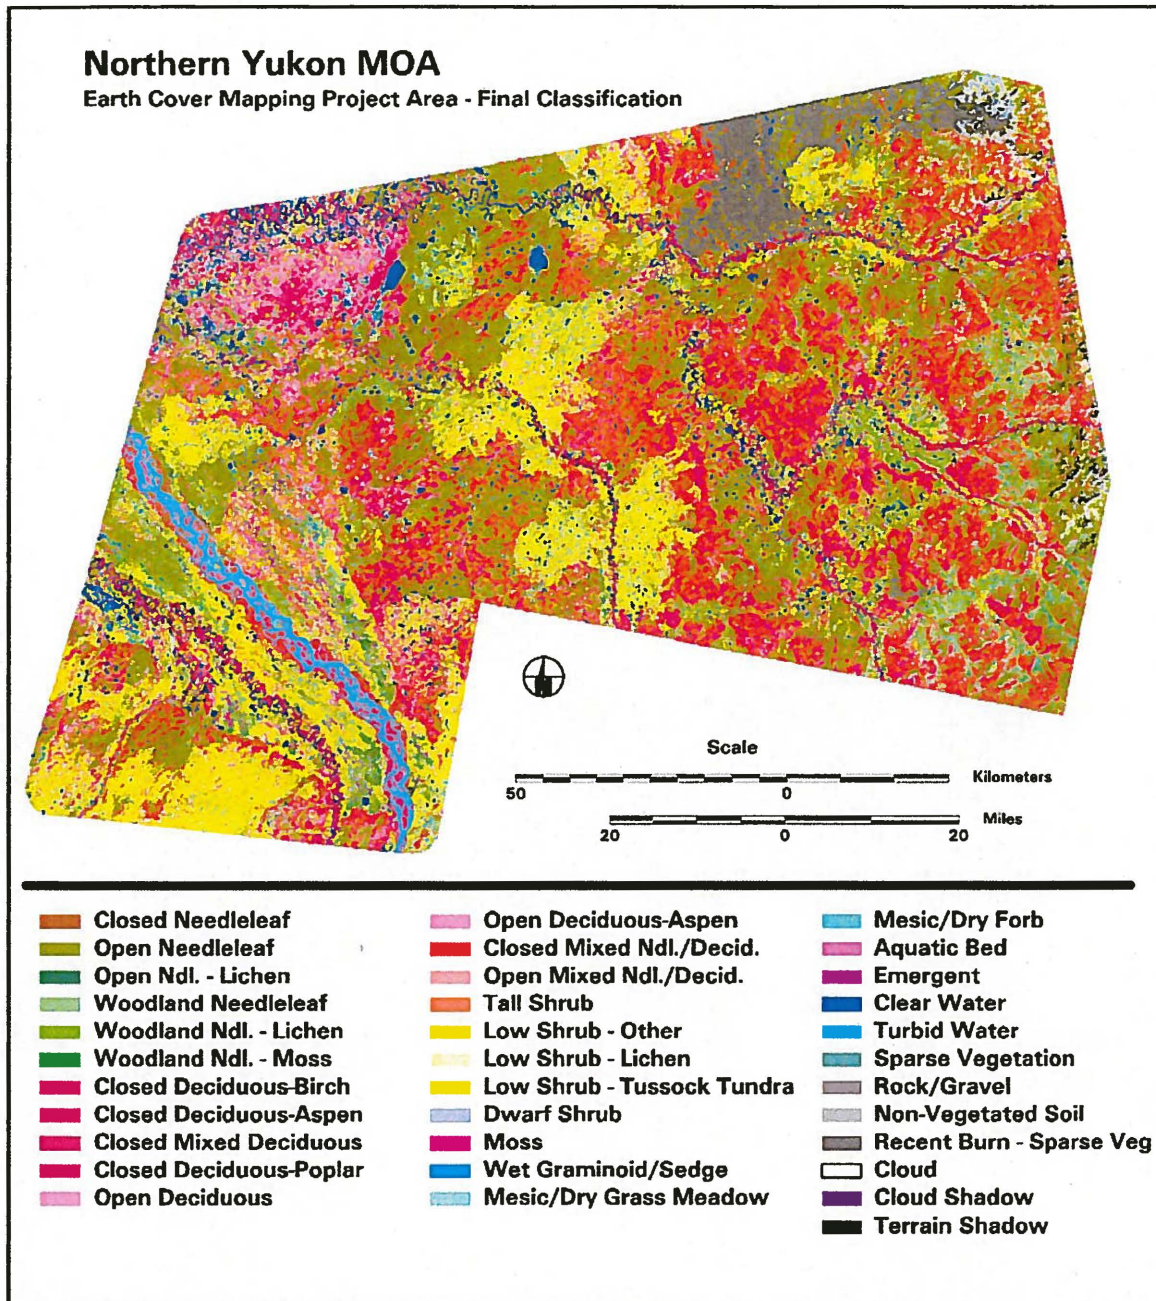 Northern Yukon MOA
Earth Cover Mapping Project Area - Final Classification
Scale
Kilometers
50 0
Miles
20 0 20
Closed Needleleaf
Open Needleleaf
Open Ndl. - Lichen
Woodland Needleleaf
Woodland Ndl. - Lichen
Woodland Ndl. - Moss
Closed Deciduous-Birch
Closed Deciduous-Aspen
Closed Mixed Deciduous
Closed Deciduous-Poplar
Open Deciduous
Open Deciduous-Aspen
Closed Mixed Ndl./Decid.
Open Mixed Ndl./Decid.
Tall Shrub
Low Shrub - Other
Low Shrub - Lichen
Low Shrub - Tussock Tundra
Dwarf Shrub
Moss
Wet Graminoid/Sedge
Mesic/Dry Grass Meadow
Mesic/Dry Forb
Aquatic Bed
Emergent
Clear Water
Turbid Water
Sparse Vegetation
Rock/Gravel
Non-Vegetated Soil
Recent Burn - Sparse Veg
Cloud
Cloud Shadow
Terrain Shadow